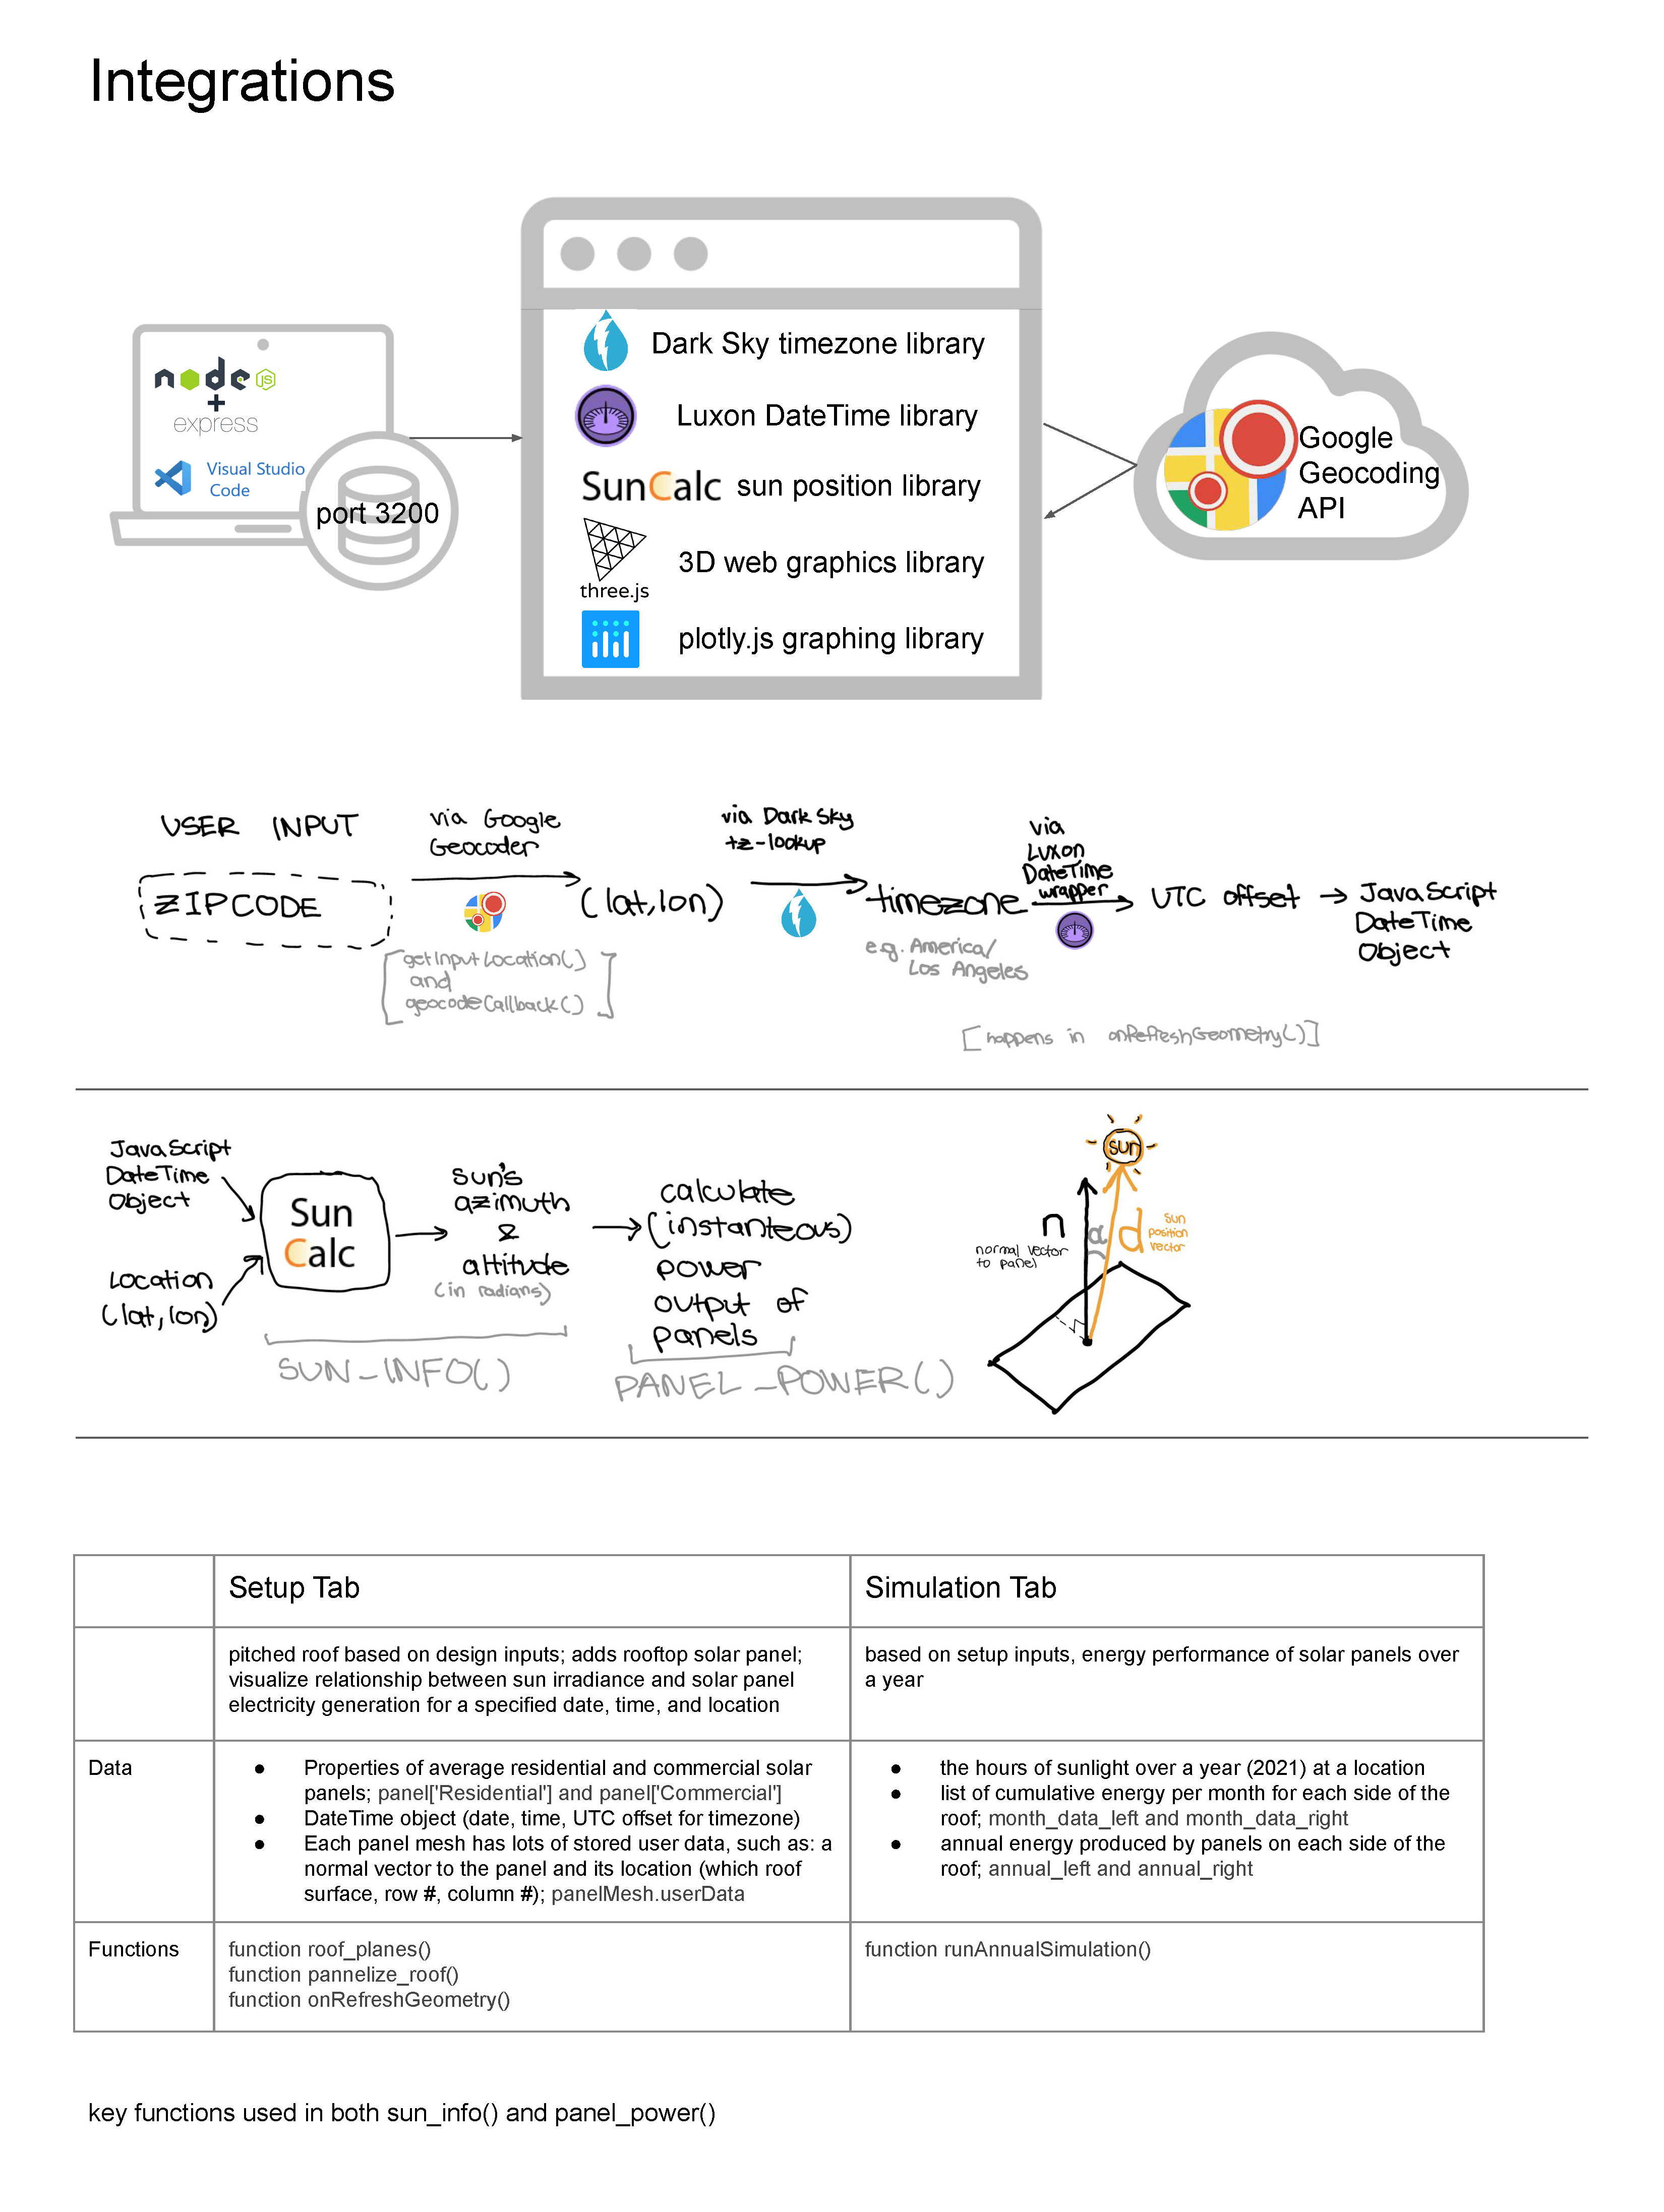 Integrations
node JS
+
express
Visual Studio
Code
port 3200
Dark Sky timezone library
Luxon DateTime library
SunCalc sun position library
three.js
3D web graphics library
plotly.js graphing library
Google
Geocoding
API
USER INPUT
ZIPCODE
via Google
Geocoder
[getInputLocation()
and
geocodeCallback()]
(lat,lon)
via Dark Sky
tz-lookup
timezone
e.g. America/
Los Angeles
via
Luxon
DateTime
wrapper
UTC offset → JavaScript
DateTime
Object
[happens in onRefreshGeometry()]
JavaScript
DateTime
Object
Location
(lat,lon)
Sun
Calc
sun's
azimuth
&
altitude
(in radians)
SUN_INFO()
calculate
(instanteous)
power
output of
panels
PANEL_POWER()
sun
n
normal vector
to panel
a
d
sun
position
vector
Setup Tab
Simulation Tab
pitched roof based on design inputs; adds rooftop solar panel;
visualize relationship between sun irradiance and solar panel
electricity generation for a specified date, time, and location
based on setup inputs, energy performance of solar panels over
a year
Data
● Properties of average residential and commercial solar
panels; panel['Residential'] and panel['Commercial']
● DateTime object (date, time, UTC offset for timezone)
● Each panel mesh has lots of stored user data, such as: a
normal vector to the panel and its location (which roof
surface, row #, column #); panelMesh.userData
● the hours of sunlight over a year (2021) at a location
● list of cumulative energy per month for each side of the
roof; month_data_left and month_data_right
● annual energy produced by panels on each side of the
roof; annual_left and annual_right
Functions
function roof_planes()
function pannelize_roof()
function onRefreshGeometry()
function runAnnualSimulation()
key functions used in both sun_info() and panel_power()